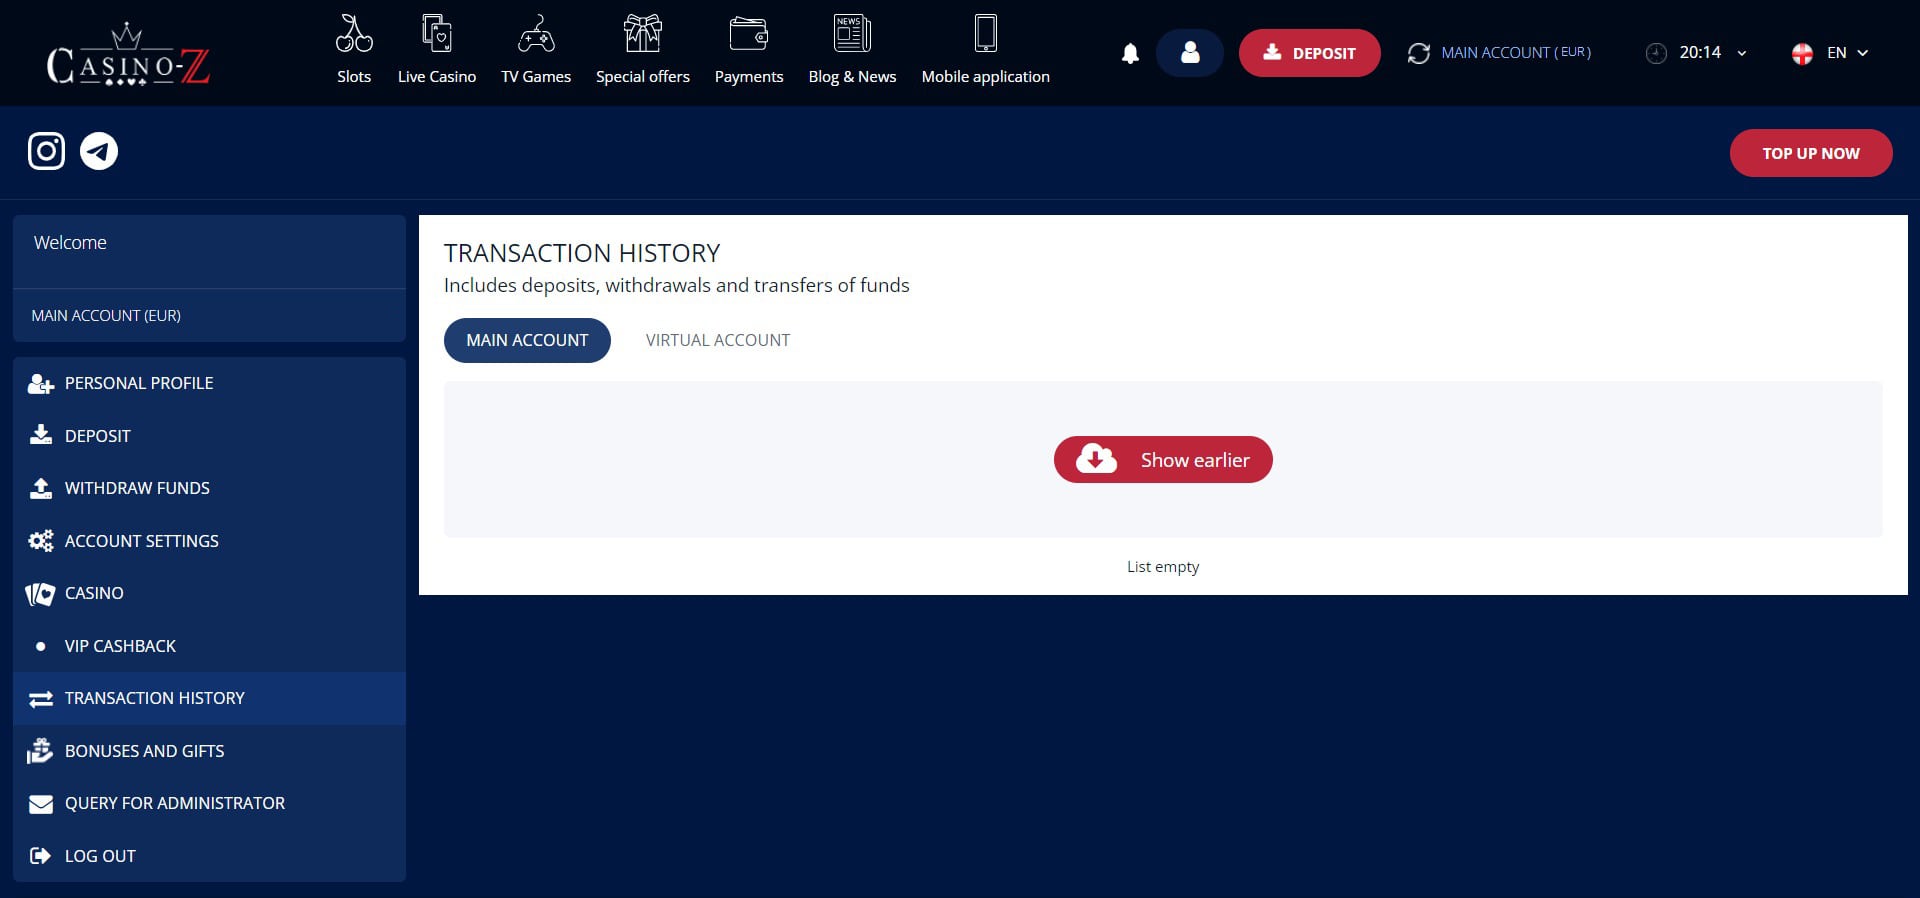 CASINO-Z
Slots
Live Casino
TV Games
Special offers
Payments
NEWS
Blog & News
Mobile application
DEPOSIT
MAIN ACCOUNT ( EUR )
20:14
EN
TOP UP NOW
Welcome
MAIN ACCOUNT (EUR)
PERSONAL PROFILE
DEPOSIT
WITHDRAW FUNDS
ACCOUNT SETTINGS
CASINO
VIP CASHBACK
TRANSACTION HISTORY
BONUSES AND GIFTS
QUERY FOR ADMINISTRATOR
LOG OUT
TRANSACTION HISTORY
Includes deposits, withdrawals and transfers of funds
MAIN ACCOUNT
VIRTUAL ACCOUNT
Show earlier
List empty